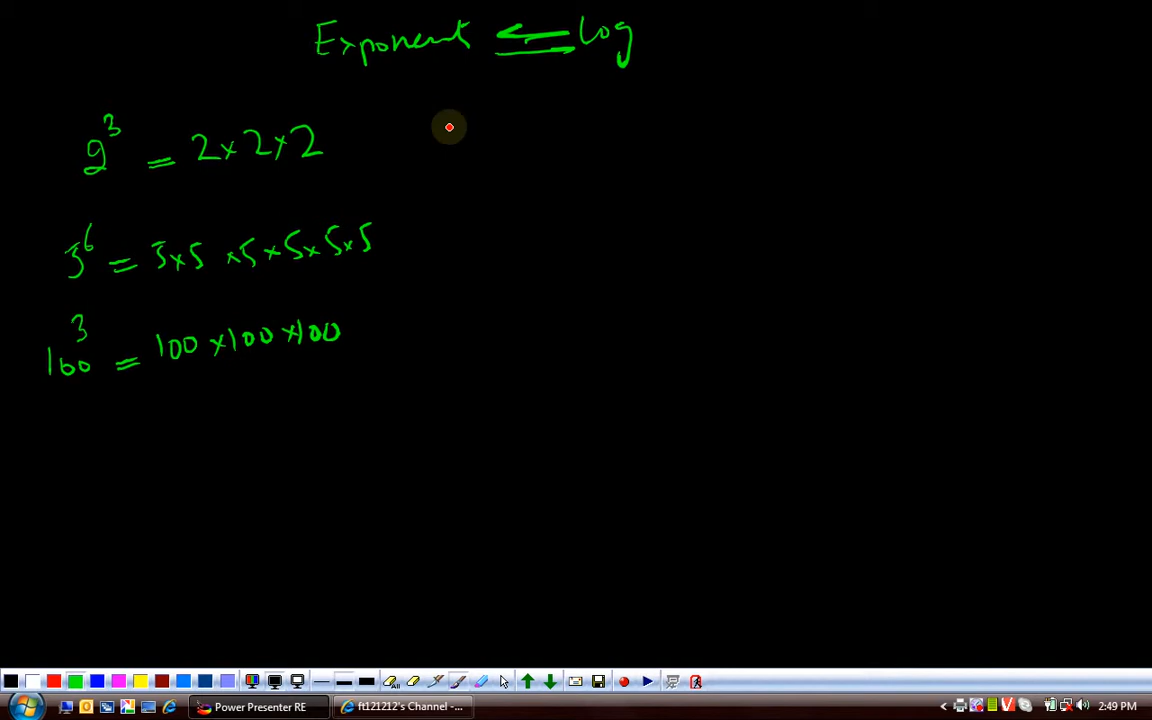 Exponent ⇐ Log
2³ = 2 × 2 × 2
5⁶ = 5 × 5 × 5 × 5 × 5 × 5
100³ = 100 × 100 × 100
Power Presenter RE
ft121212's Channel - ...
2:49 PM